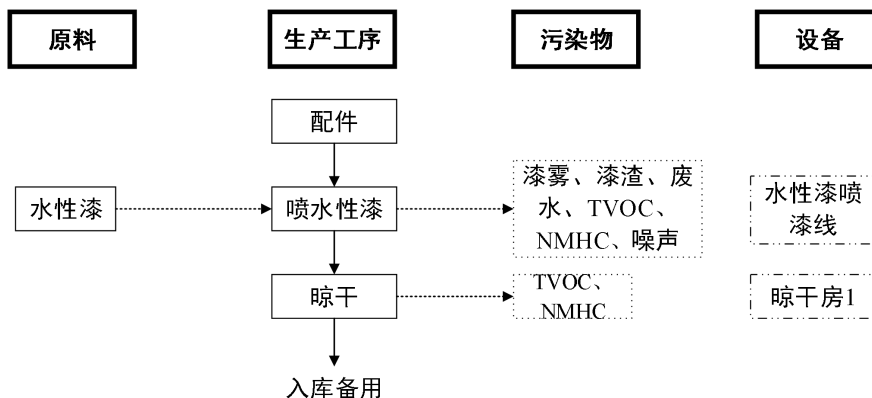 原料
生产工序
污染物
设备
配件
水性漆
喷水性漆
漆雾、漆渣、废
水、TVOC、
NMHC、噪声
水性漆喷
漆线
晾干
TVOC、
NMHC
晾干房1
入库备用